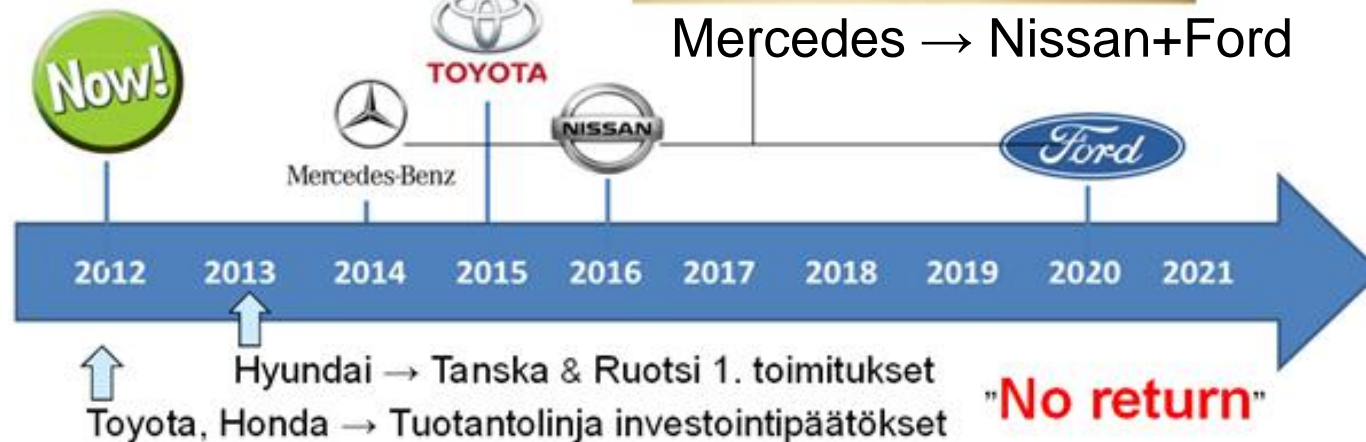 Mercedes → Nissan+Ford
Now!
TOYOTA
NISSAN
Ford
Mercedes-Benz
2012 2013 2014 2015 2016 2017 2018 2019 2020 2021
Hyundai → Tanska & Ruotsi 1. toimitukset
"No return"
Toyota, Honda → Tuotantolinja investointipäätökset